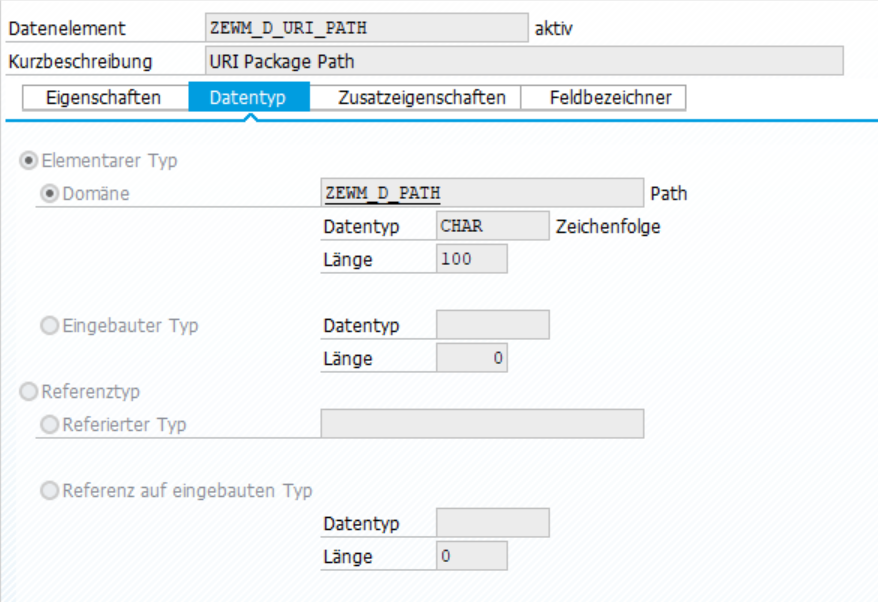 Datenelement ZEWM_D_URI_PATH aktiv
Kurzbeschreibung URI Package Path
Eigenschaften Datentyp Zusatzeigenschaften Feldbezeichner
Elementarer Typ
Domäne ZEWM_D_PATH Path
Datentyp CHAR Zeichenfolge
Länge 100
Eingebauter Typ Datentyp
Länge 0
Referenztyp
Referierter Typ
Referenz auf eingebauten Typ
Datentyp
Länge 0